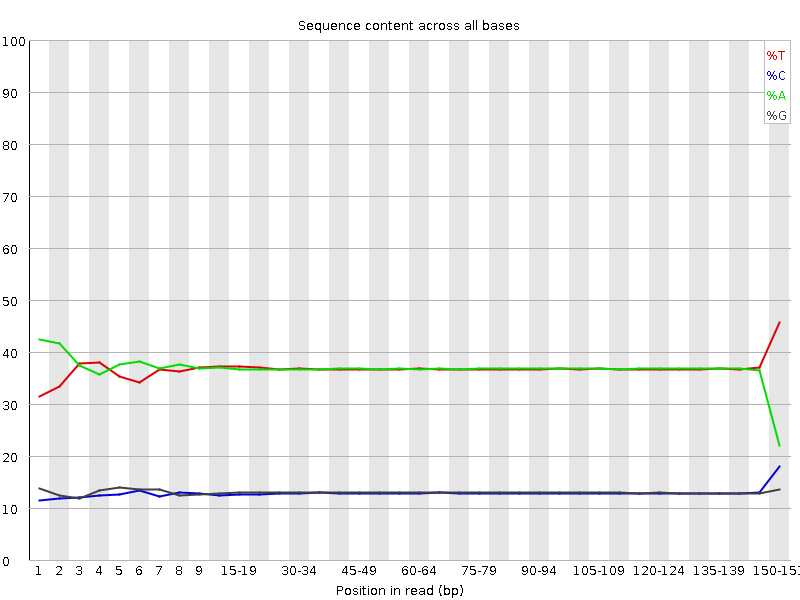 Sequence content across all bases
100
90
80
70
60
50
40
30
20
10
0
%T
%C
%A
%G
1 2 3 4 5 6 7 8 9 15-19 30-34 45-49 60-64 75-79 90-94 105-109 120-124 135-139 150-151
Position in read (bp)